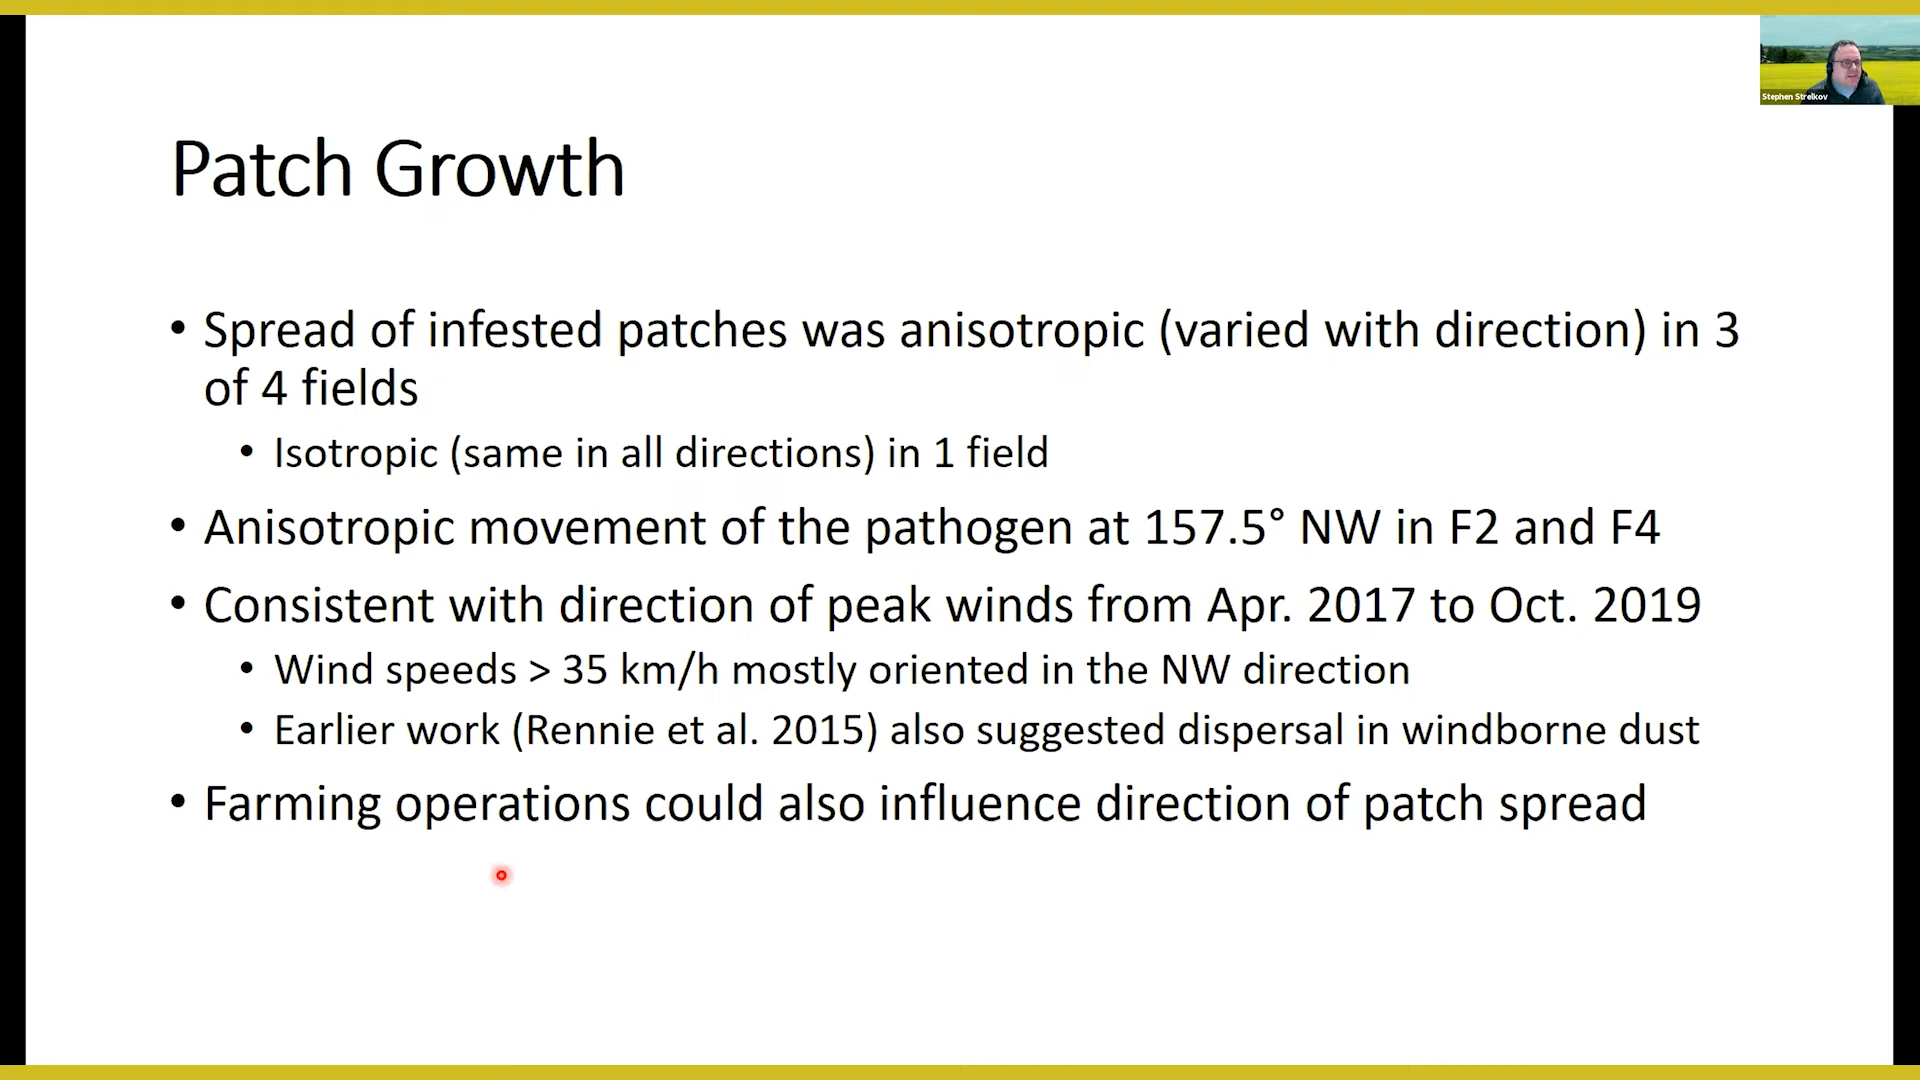 Stephen Strelkov
Patch Growth
• Spread of infested patches was anisotropic (varied with direction) in 3
of 4 fields
• Isotropic (same in all directions) in 1 field
• Anisotropic movement of the pathogen at 157.5° NW in F2 and F4
• Consistent with direction of peak winds from Apr. 2017 to Oct. 2019
• Wind speeds > 35 km/h mostly oriented in the NW direction
• Earlier work (Rennie et al. 2015) also suggested dispersal in windborne dust
• Farming operations could also influence direction of patch spread